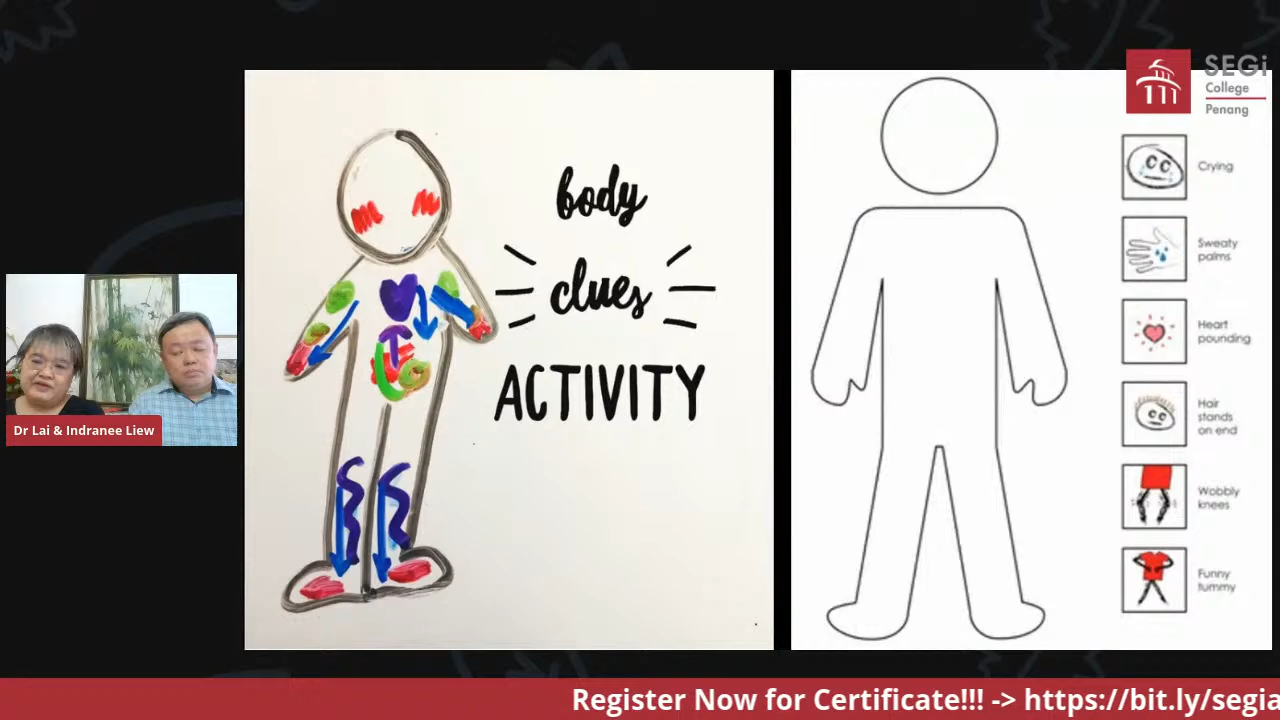 SEGi
College
Penang
body
clues
ACTIVITY
Crying
Sweaty
palms
Heart
pounding
Hair
stands
on end
Wobbly
knees
Funny
tummy
Dr Lai & Indranee Liew
Register Now for Certificate!!! -> https://bit.ly/segia